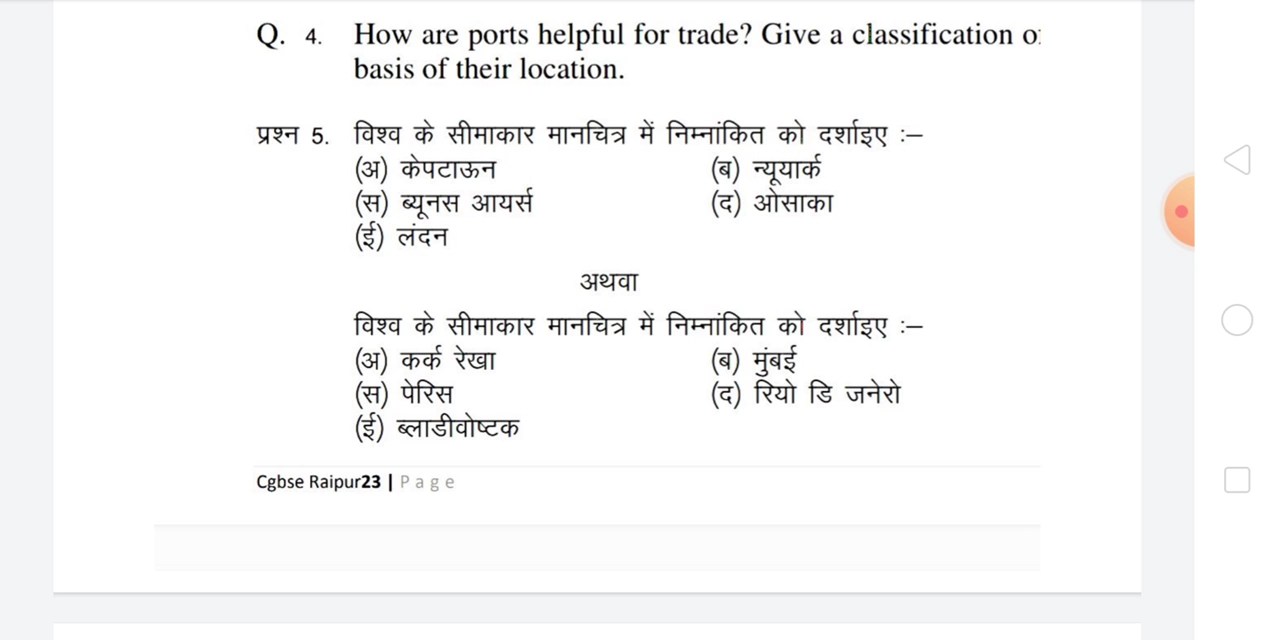 Q. 4. How are ports helpful for trade? Give a classification
basis of their location.
प्रश्न 5. विश्व के सीमाकार मानचित्र में निम्नांकित को दर्शाइए :–
(अ) केपटाऊन (ब) न्यूयार्क
(स) ब्यूनस आयर्स (द) ओसाका
(ई) लंदन
अथवा
विश्व के सीमाकार मानचित्र में निम्नांकित को दर्शाइए :–
(अ) कर्क रेखा (ब) मुंबई
(स) पेरिस (द) रियो डि जनेरो
(ई) ब्लाडीवोष्टक
Cgbse Raipur23 | Page